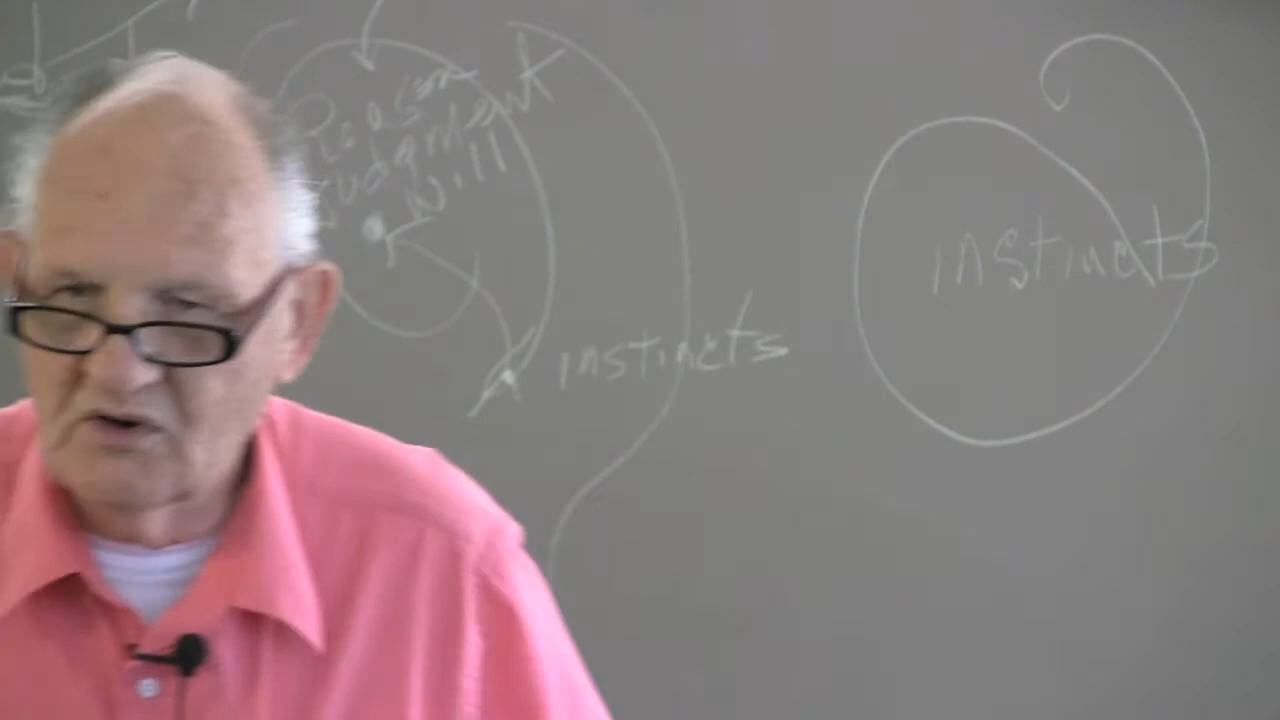 Reason
Judgment
Will
instincts
instincts